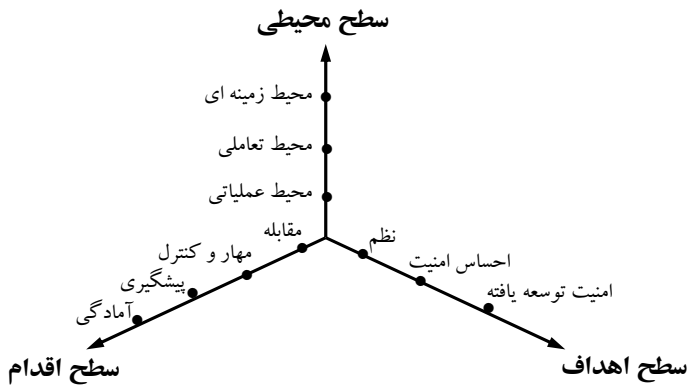 سطح محیطی
محیط زمینه ای
محیط تعاملی
محیط عملیاتی
مقابله
نظم
مهار و کنترل
احساس امنیت
پیشگیری
امنیت توسعه یافته
آمادگی
سطح اهداف
سطح اقدام